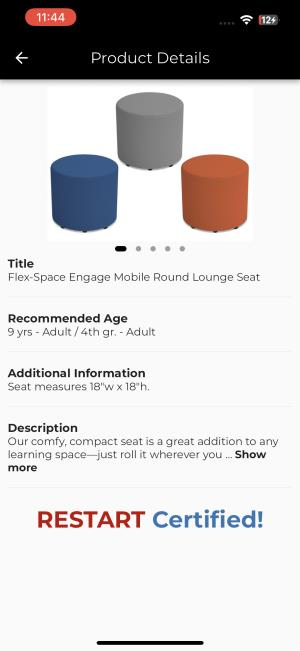 11:44
12
Product Details
Title
Flex-Space Engage Mobile Round Lounge Seat
Recommended Age
9 yrs - Adult / 4th gr. - Adult
Additional Information
Seat measures 18"w x 18"h.
Description
Our comfy, compact seat is a great addition to any
learning space—just roll it wherever you ... Show
more
RESTART Certified!